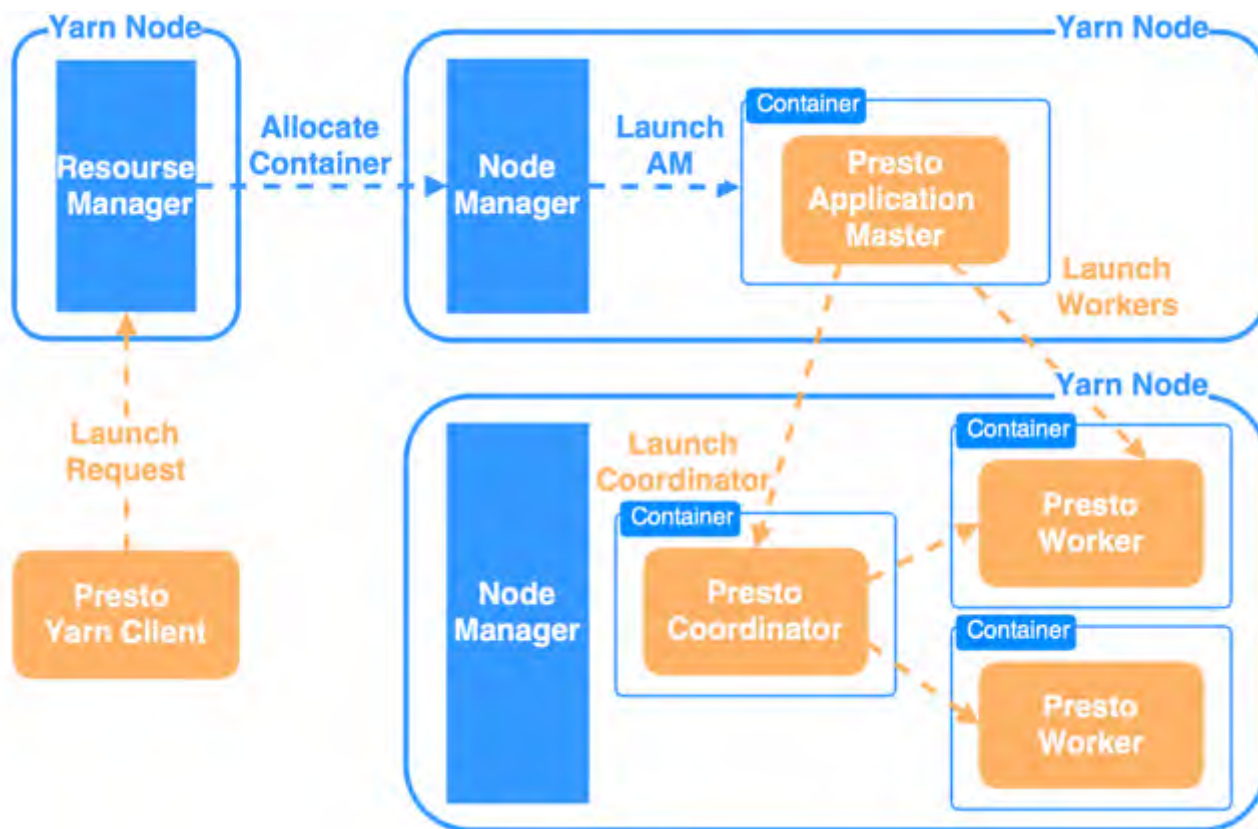 Yarn Node
Resourse
Manager
Allocate
Container
Yarn Node
Node
Manager
Launch
AM
Container
Presto
Application
Master
Launch
Workers
Launch
Request
Presto
Yarn Client
Yarn Node
Node
Manager
Launch
Coordinator
Container
Presto
Coordinator
Container
Presto
Worker
Container
Presto
Worker